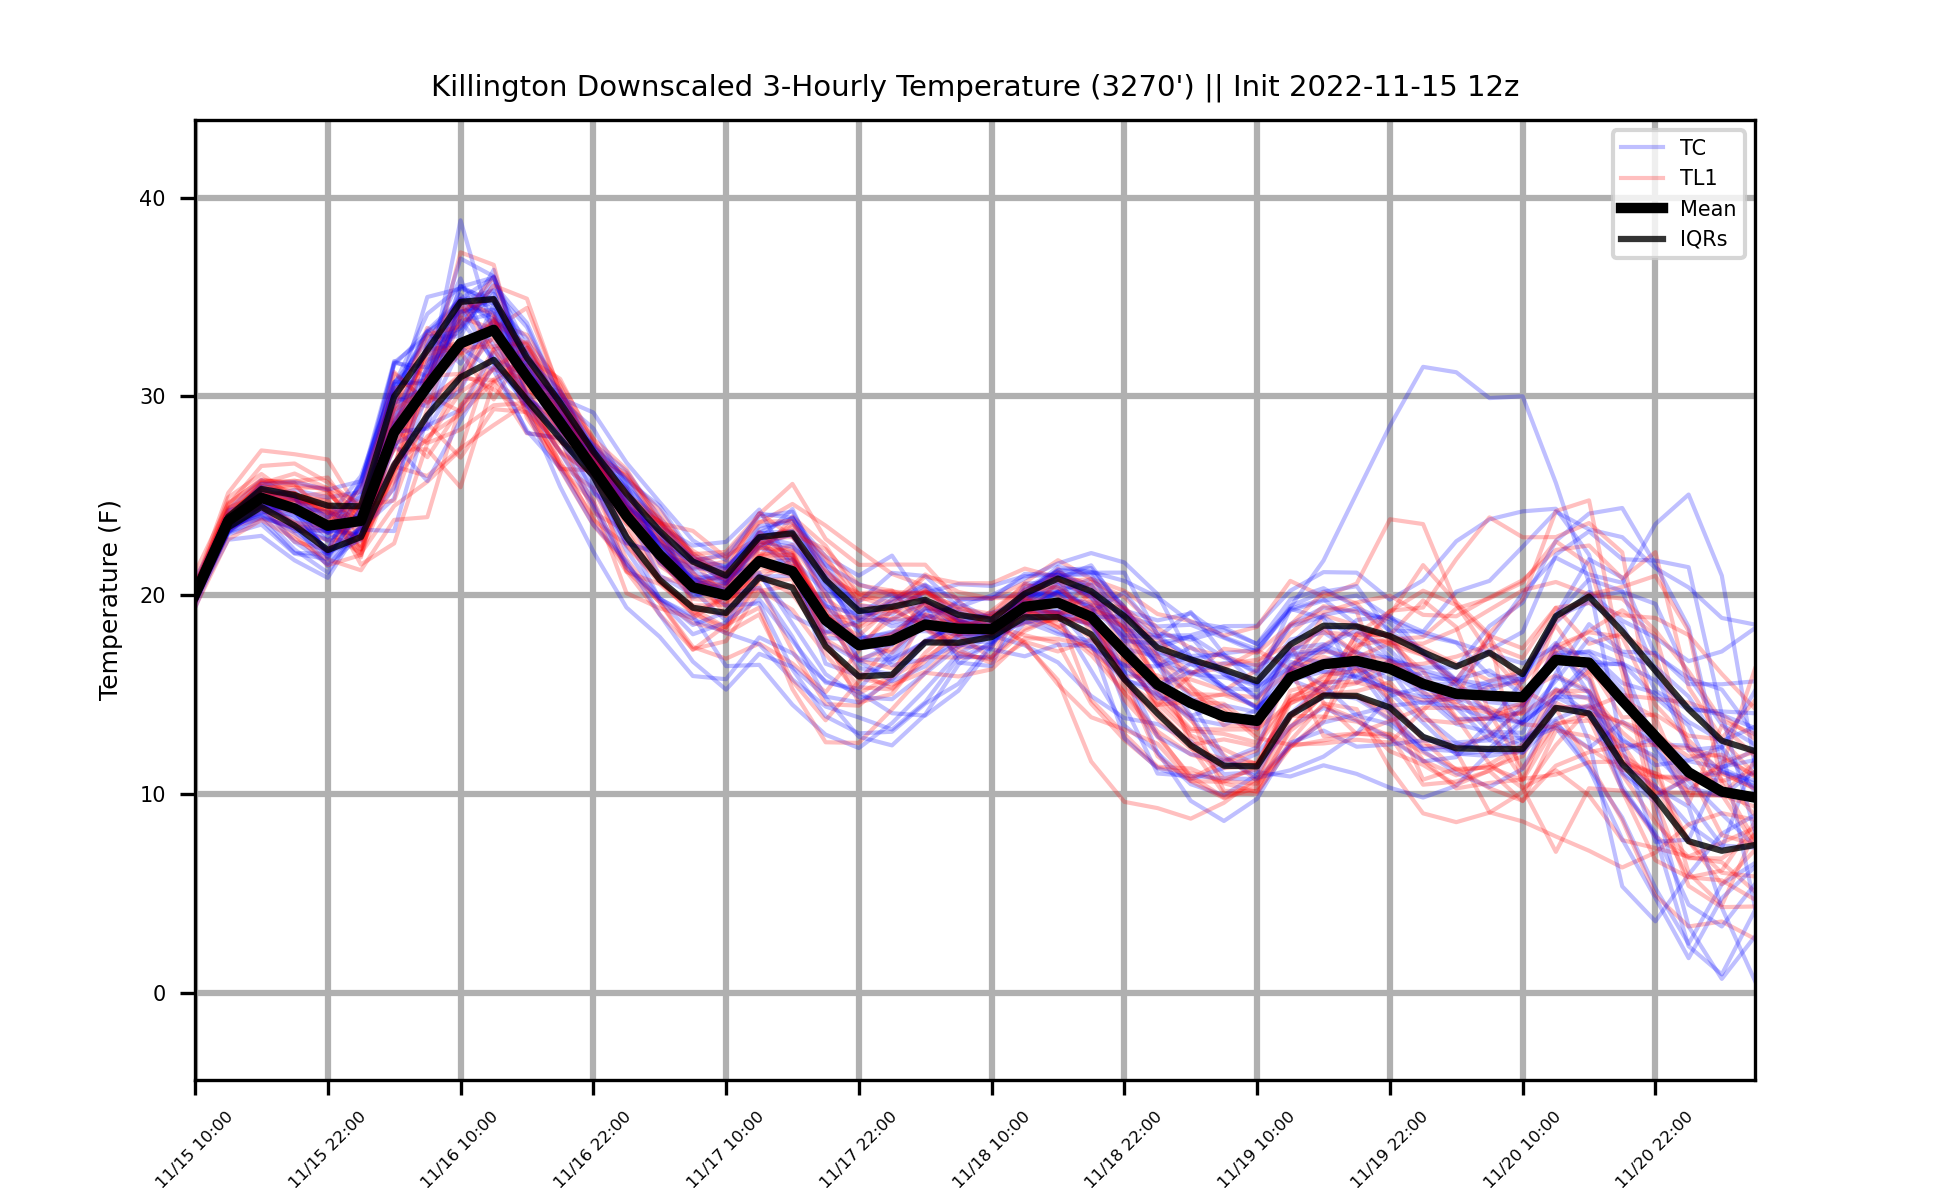 Killington Downscaled 3-Hourly Temperature (3270') || Init 2022-11-15 12z
TC
TL1
Mean
IQRs
Temperature (F)
40
30
20
10
0
11/15 10:00
11/15 22:00
11/16 10:00
11/16 22:00
11/17 10:00
11/17 22:00
11/18 10:00
11/18 22:00
11/19 10:00
11/19 22:00
11/20 10:00
11/20 22:00